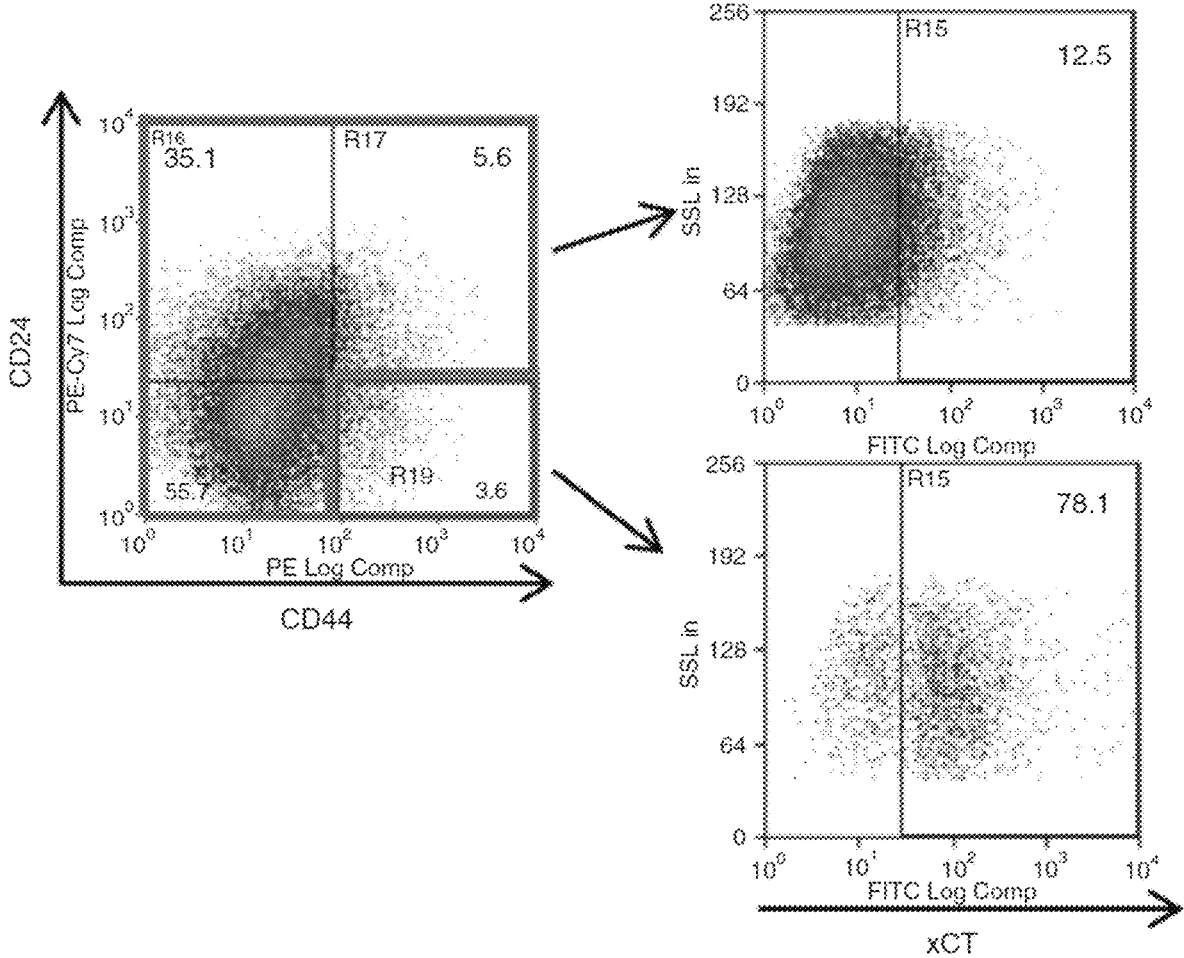 CD24
PE-Cy7 Log Comp
10⁴
10³
10²
10¹
10⁰
R16
35.1
R17
5.6
55.7
R19
3.6
10⁰ 10¹ 10² 10³ 10⁴
PE Log Comp
CD44
SSL in
256
192
128
64
0
R15
12.5
10⁰ 10¹ 10² 10³ 10⁴
FITC Log Comp
SSL in
256
192
128
64
0
R15
78.1
10⁰ 10¹ 10² 10³ 10⁴
FITC Log Comp
xCT